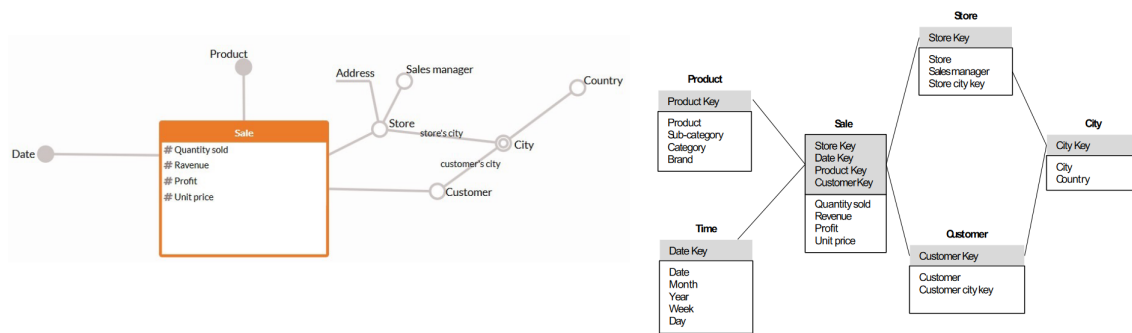 Product
Address
Sales manager
Country
Sale
# Quantity sold
# Ravenue
# Profit
# Unit price
Date
Store
store's city
City
customer's city
Customer
Product
Product Key
Product
Sub-category
Category
Brand
Time
Date Key
Date
Month
Year
Week
Day
Sale
Store Key
Date Key
Product Key
Customer Key
Quantity sold
Revenue
Profit
Unit price
Store
Store Key
Store
Sales manager
Store city key
Customer
Customer Key
Customer
Customer city key
City
City Key
City
Country